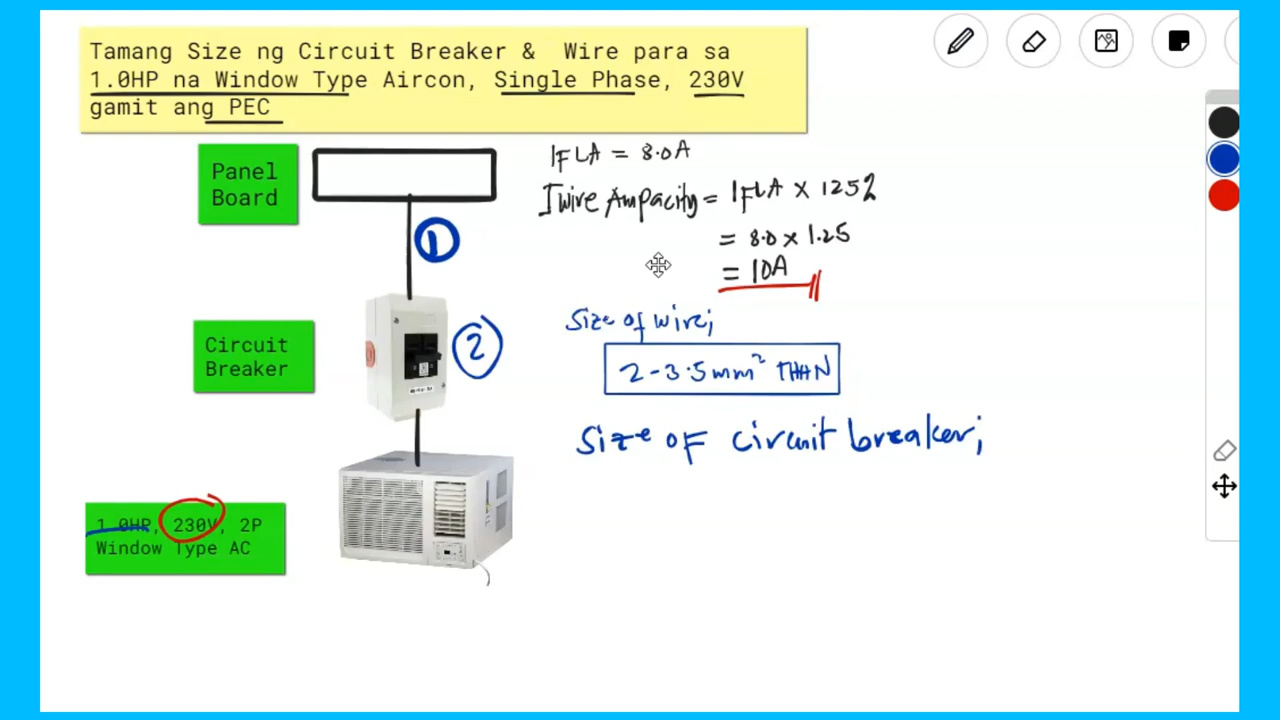 Tamang Size ng Circuit Breaker & Wire para sa
1.0HP na Window Type Aircon, Single Phase, 230V
gamit ang PEC
Panel
Board
IFLA = 8.0A
Iwire Ampacity = IFLA x 125%
= 8.0 x 1.25
= 10A
1
Size of wire;
Circuit
Breaker
2
2-3.5mm² THHN
Size of circuit breaker;
1.0HP, 230V, 2P
Window Type AC